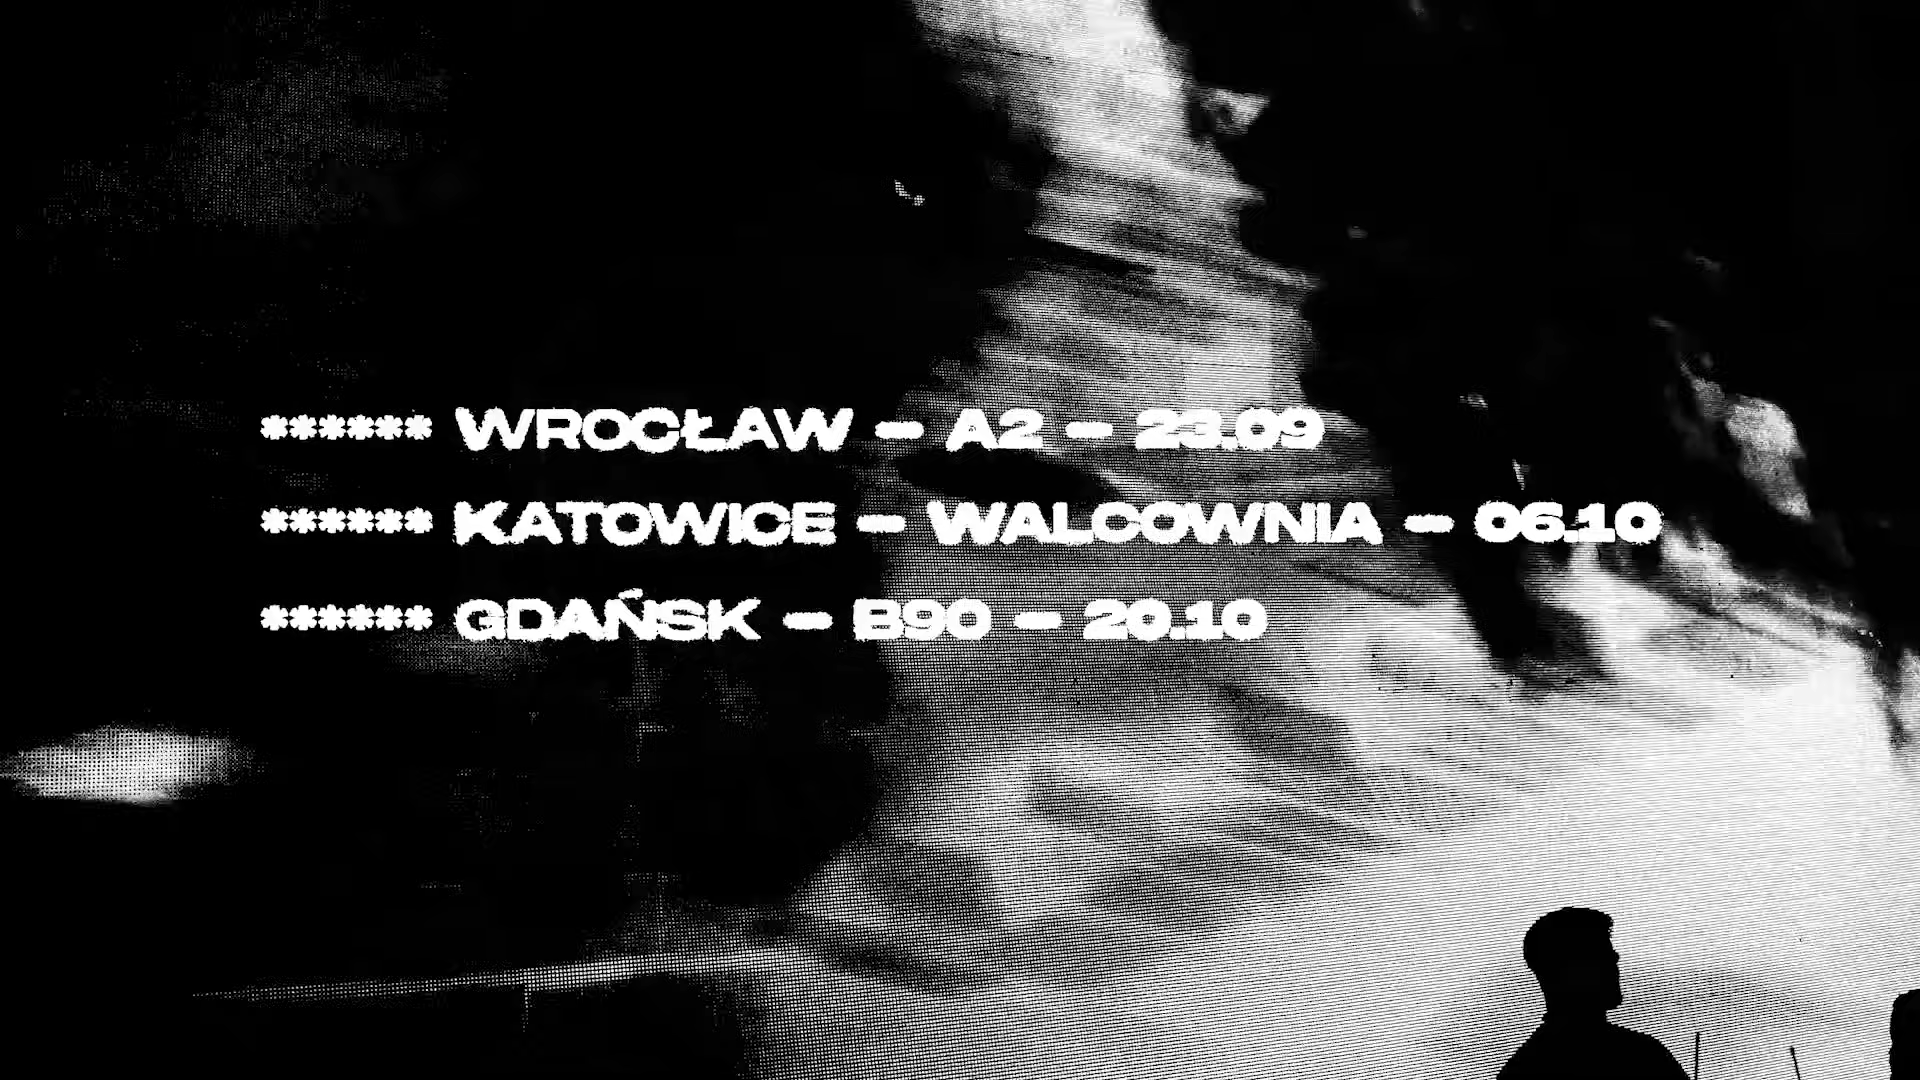 ****** WROCŁAW – A2 – 23.09
****** KATOWICE – WALCOWNIA – 06.10
****** GDAŃSK – B90 – 20.10